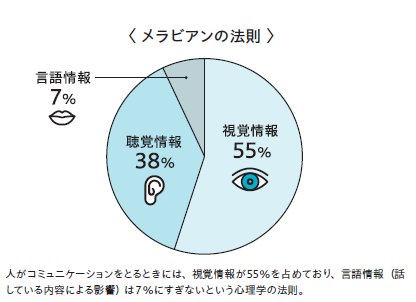 〈 メラビアンの法則 〉
言語情報
7%
聴覚情報
38%
視覚情報
55%
人がコミュニケーションをとるときには、視覚情報が55％を占めており、言語情報（話
している内容による影響）は7％にすぎないという心理学の法則。